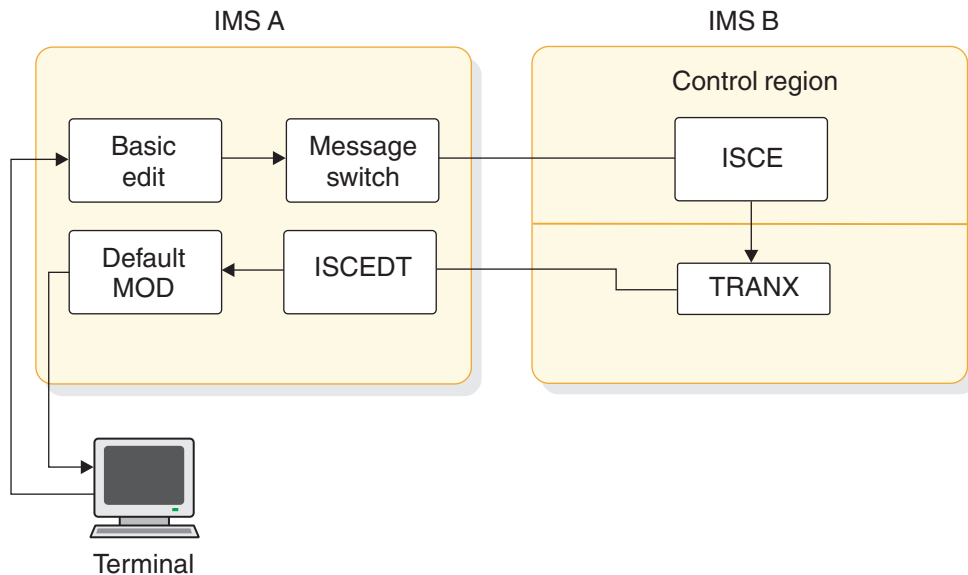 IMS A
IMS B
Control region
Basic
edit
Message
switch
ISCE
Default
MOD
ISCEDT
TRANX
Terminal